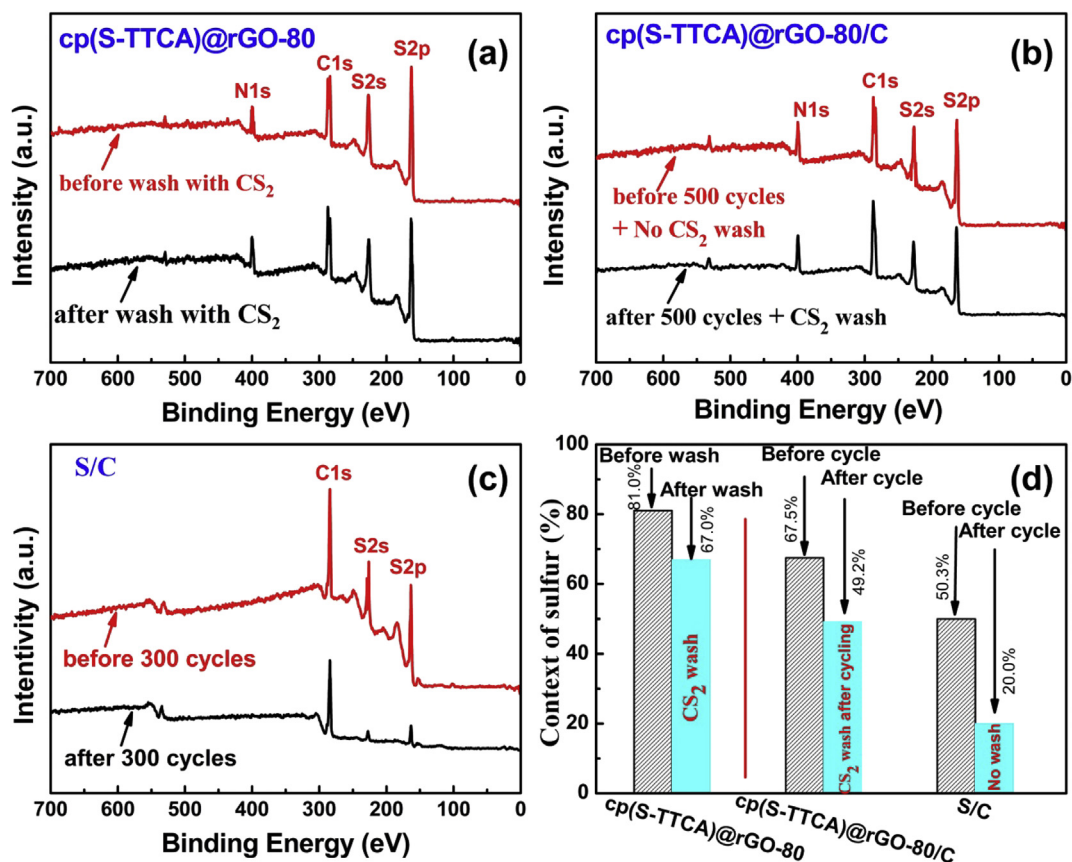 cp(S-TTCA)@rGO-80
(a)
S2p
C1s
S2s
N1s
before wash with CS2
after wash with CS2
Intensity (a.u.)
700 600 500 400 300 200 100 0
Binding Energy (eV)
cp(S-TTCA)@rGO-80/C
(b)
C1s
S2p
S2s
N1s
before 500 cycles
+ No CS2 wash
after 500 cycles + CS2 wash
Intensity (a.u.)
700 600 500 400 300 200 100 0
Binding Energy (eV)
S/C
(c)
C1s
S2s
S2p
before 300 cycles
after 300 cycles
Intentivity (a.u.)
700 600 500 400 300 200 100 0
Binding Energy (eV)
(d)
100
80
60
40
20
0
Context of sulfur (%)
Before wash
After wash
81.0%
67.0%
CS2 wash
Before cycle
After cycle
67.5%
49.2%
CS2 wash after cycling
Before cycle
After cycle
50.3%
20.0%
No wash
cp(S-TTCA)@rGO-80
cp(S-TTCA)@rGO-80/C
S/C